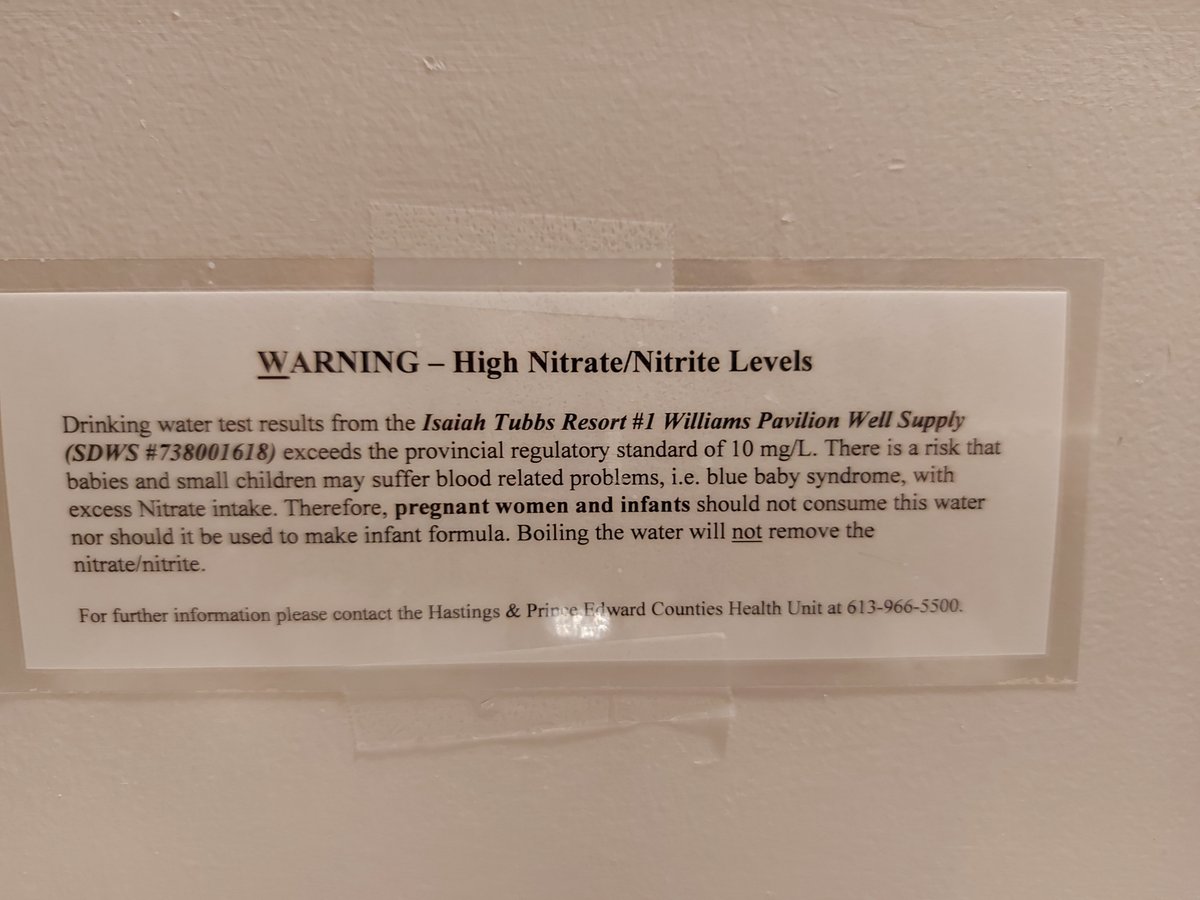 WARNING – High Nitrate/Nitrite Levels
Drinking water test results from the Isaiah Tubbs Resort #1 Williams Pavilion Well Supply
(SDWS #738001618) exceeds the provincial regulatory standard of 10 mg/L. There is a risk that
babies and small children may suffer blood related problems, i.e. blue baby syndrome, with
excess Nitrate intake. Therefore, pregnant women and infants should not consume this water
nor should it be used to make infant formula. Boiling the water will not remove the
nitrate/nitrite.
For further information please contact the Hastings & Prince Edward Counties Health Unit at 613-966-5500.